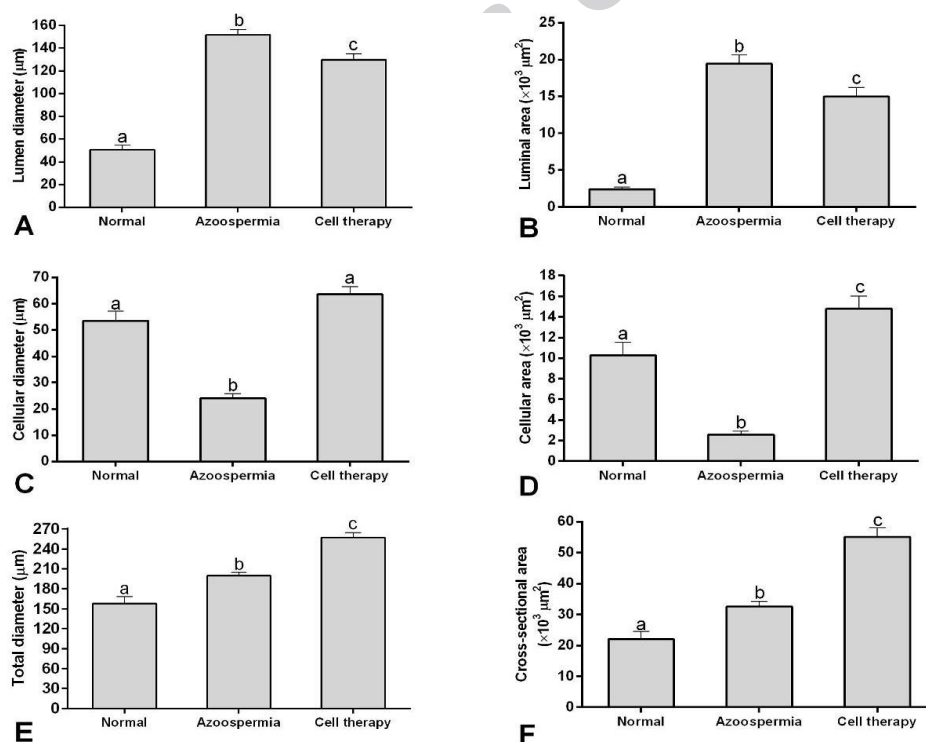 Lumen diameter (μm)
160
140
120
100
80
60
40
20
0
a
b
c
Normal Azoospermia Cell therapy
A
Luminal area (×10³ μm²)
25
20
15
10
5
0
a
b
c
Normal Azoospermia Cell therapy
B
Cellular diameter (μm)
70
60
50
40
30
20
10
0
a
b
a
Normal Azoospermia Cell therapy
C
Cellular area (×10³ μm²)
18
16
14
12
10
8
6
4
2
0
a
b
c
Normal Azoospermia Cell therapy
D
Total diameter (μm)
270
240
210
180
150
120
90
60
30
0
a
b
c
Normal Azoospermia Cell therapy
E
Cross-sectional area
(×10³ μm²)
60
50
40
30
20
10
0
a
b
c
Normal Azoospermia Cell therapy
F